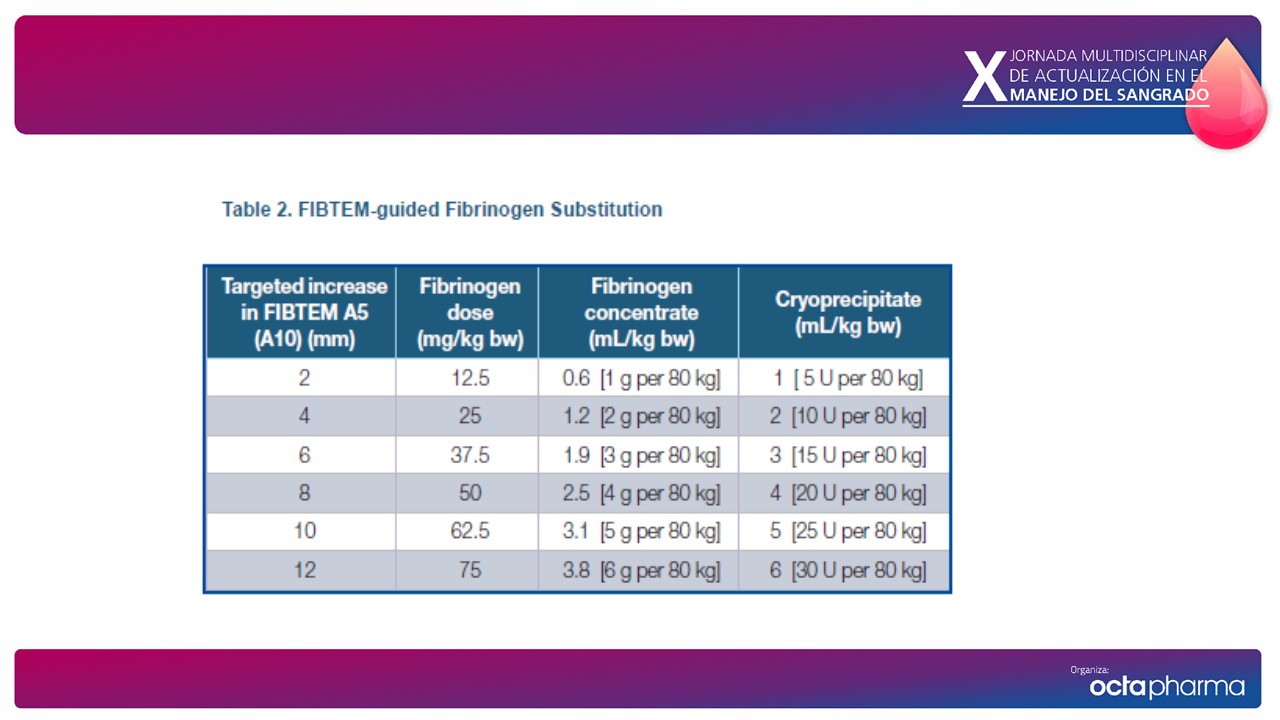 X JORNADA MULTIDISCIPLINAR
DE ACTUALIZACIÓN EN EL
MANEJO DEL SANGRADO
Table 2. FIBTEM-guided Fibrinogen Substitution
Targeted increase in FIBTEM A5 (A10) (mm) Fibrinogen dose (mg/kg bw) Fibrinogen concentrate (mL/kg bw) Cryoprecipitate (mL/kg bw)
2 12.5 0.6 [1 g per 80 kg] 1 [ 5 U per 80 kg]
4 25 1.2 [2 g per 80 kg] 2 [10 U per 80 kg]
6 37.5 1.9 [3 g per 80 kg] 3 [15 U per 80 kg]
8 50 2.5 [4 g per 80 kg] 4 [20 U per 80 kg]
10 62.5 3.1 [5 g per 80 kg] 5 [25 U per 80 kg]
12 75 3.8 [6 g per 80 kg] 6 [30 U per 80 kg]
Organiza:
octapharma